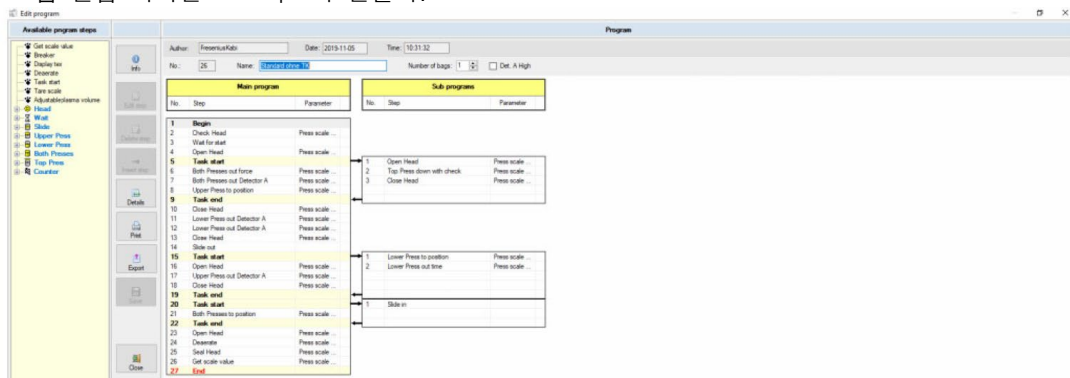 Edit program
Available pogram steps
Program
Get scale value
Breaker
Display tex
Deaerate
Task start
Tare scale
Adjustableplasma volume
Head
Wait
Slide
Upper Press
Lower Press
Both Presses
Top Press
Counter
Info
Edit step
Delete step
Insert step
Details
Print
Export
Save
Close
Author: FreseniusKabi Date: 2019-11-05 Time: 10:31:32
No.: 26 Name: Standard ohne TK Number of bags: 1 Det. A High
Main program
No. Step Parameter
1 Begin
2 Check Head Press scale ...
3 Wait for start
4 Open Head Press scale ...
5 Task start
6 Both Presses out force Press scale ...
7 Both Presses out Detector A Press scale ...
8 Upper Press to position Press scale ...
9 Task end
10 Close Head Press scale ...
11 Lower Press out Detector A Press scale ...
12 Lower Press out Detector A Press scale ...
13 Close Head Press scale ...
14 Slide out
15 Task start
16 Open Head Press scale ...
17 Upper Press out Detector A Press scale ...
18 Close Head Press scale ...
19 Task end
20 Task start
21 Both Presses to position Press scale ...
22 Task end
23 Open Head Press scale ...
24 Deaerate Press scale ...
25 Seal Head Press scale ...
26 Get scale value Press scale ...
27 End
Sub programs
No. Step Parameter
1 Open Head Press scale ...
2 Top Press down with check Press scale ...
3 Close Head Press scale ...
1 Lower Press to position Press scale ...
2 Lower Press out time Press scale ...
1 Slide in